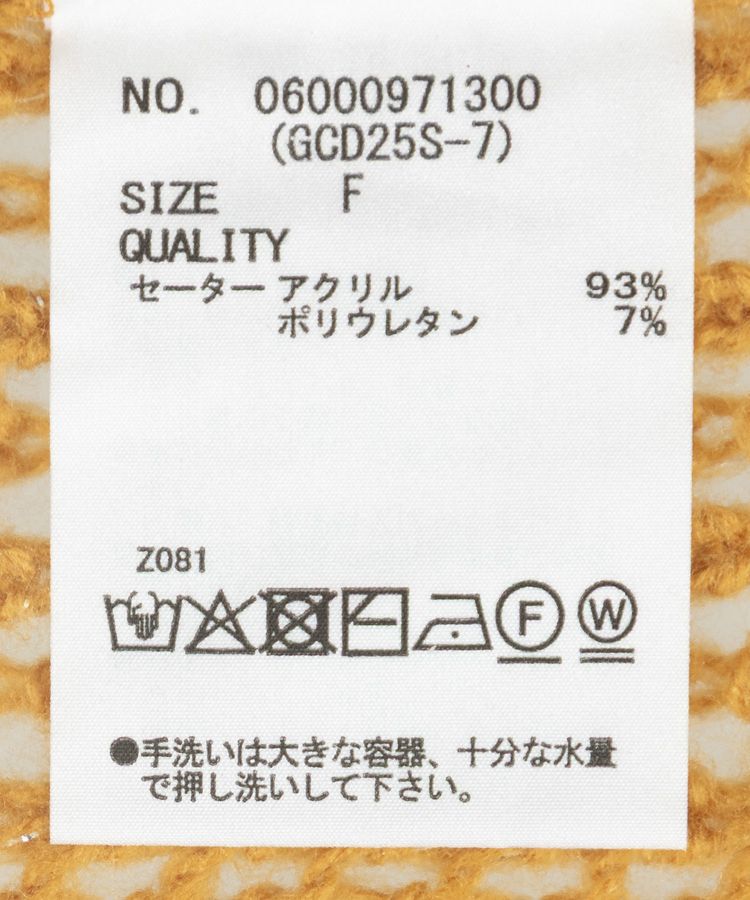 NO. 06000971300
(GCD25S-7)
SIZE F
QUALITY
セーター アクリル 93%
ポリウレタン 7%
Z081
F W
●手洗いは大きな容器、十分な水量
で押し洗いして下さい。